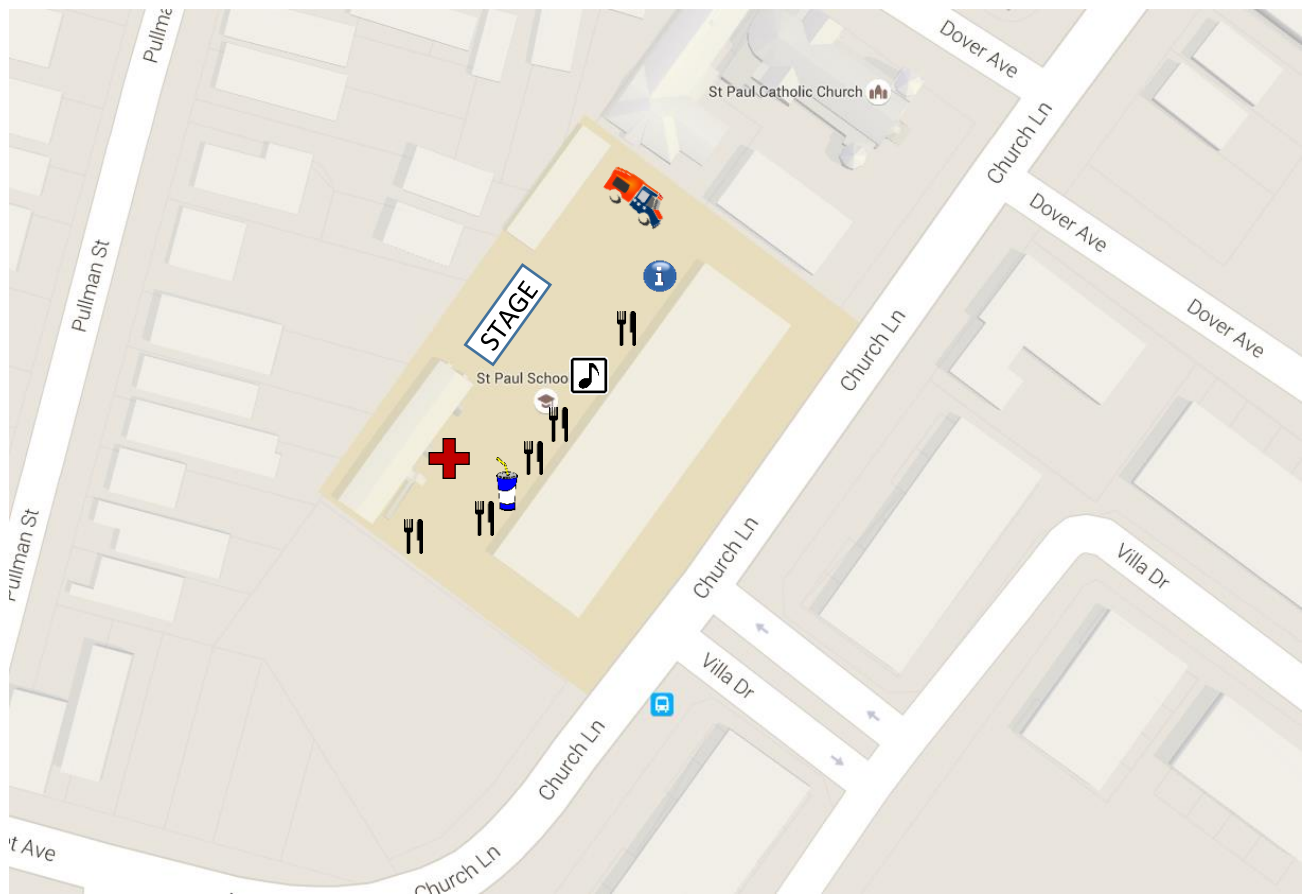 Pullma
Dover Ave
St Paul Catholic Church
Church Ln
Dover Ave
Pullman St
STAGE
Dover Ave
Church Ln
St Paul Schoo
Pullman St
Church Ln
Villa Dr
Villa Dr
Church Ln
Ave
Church Ln